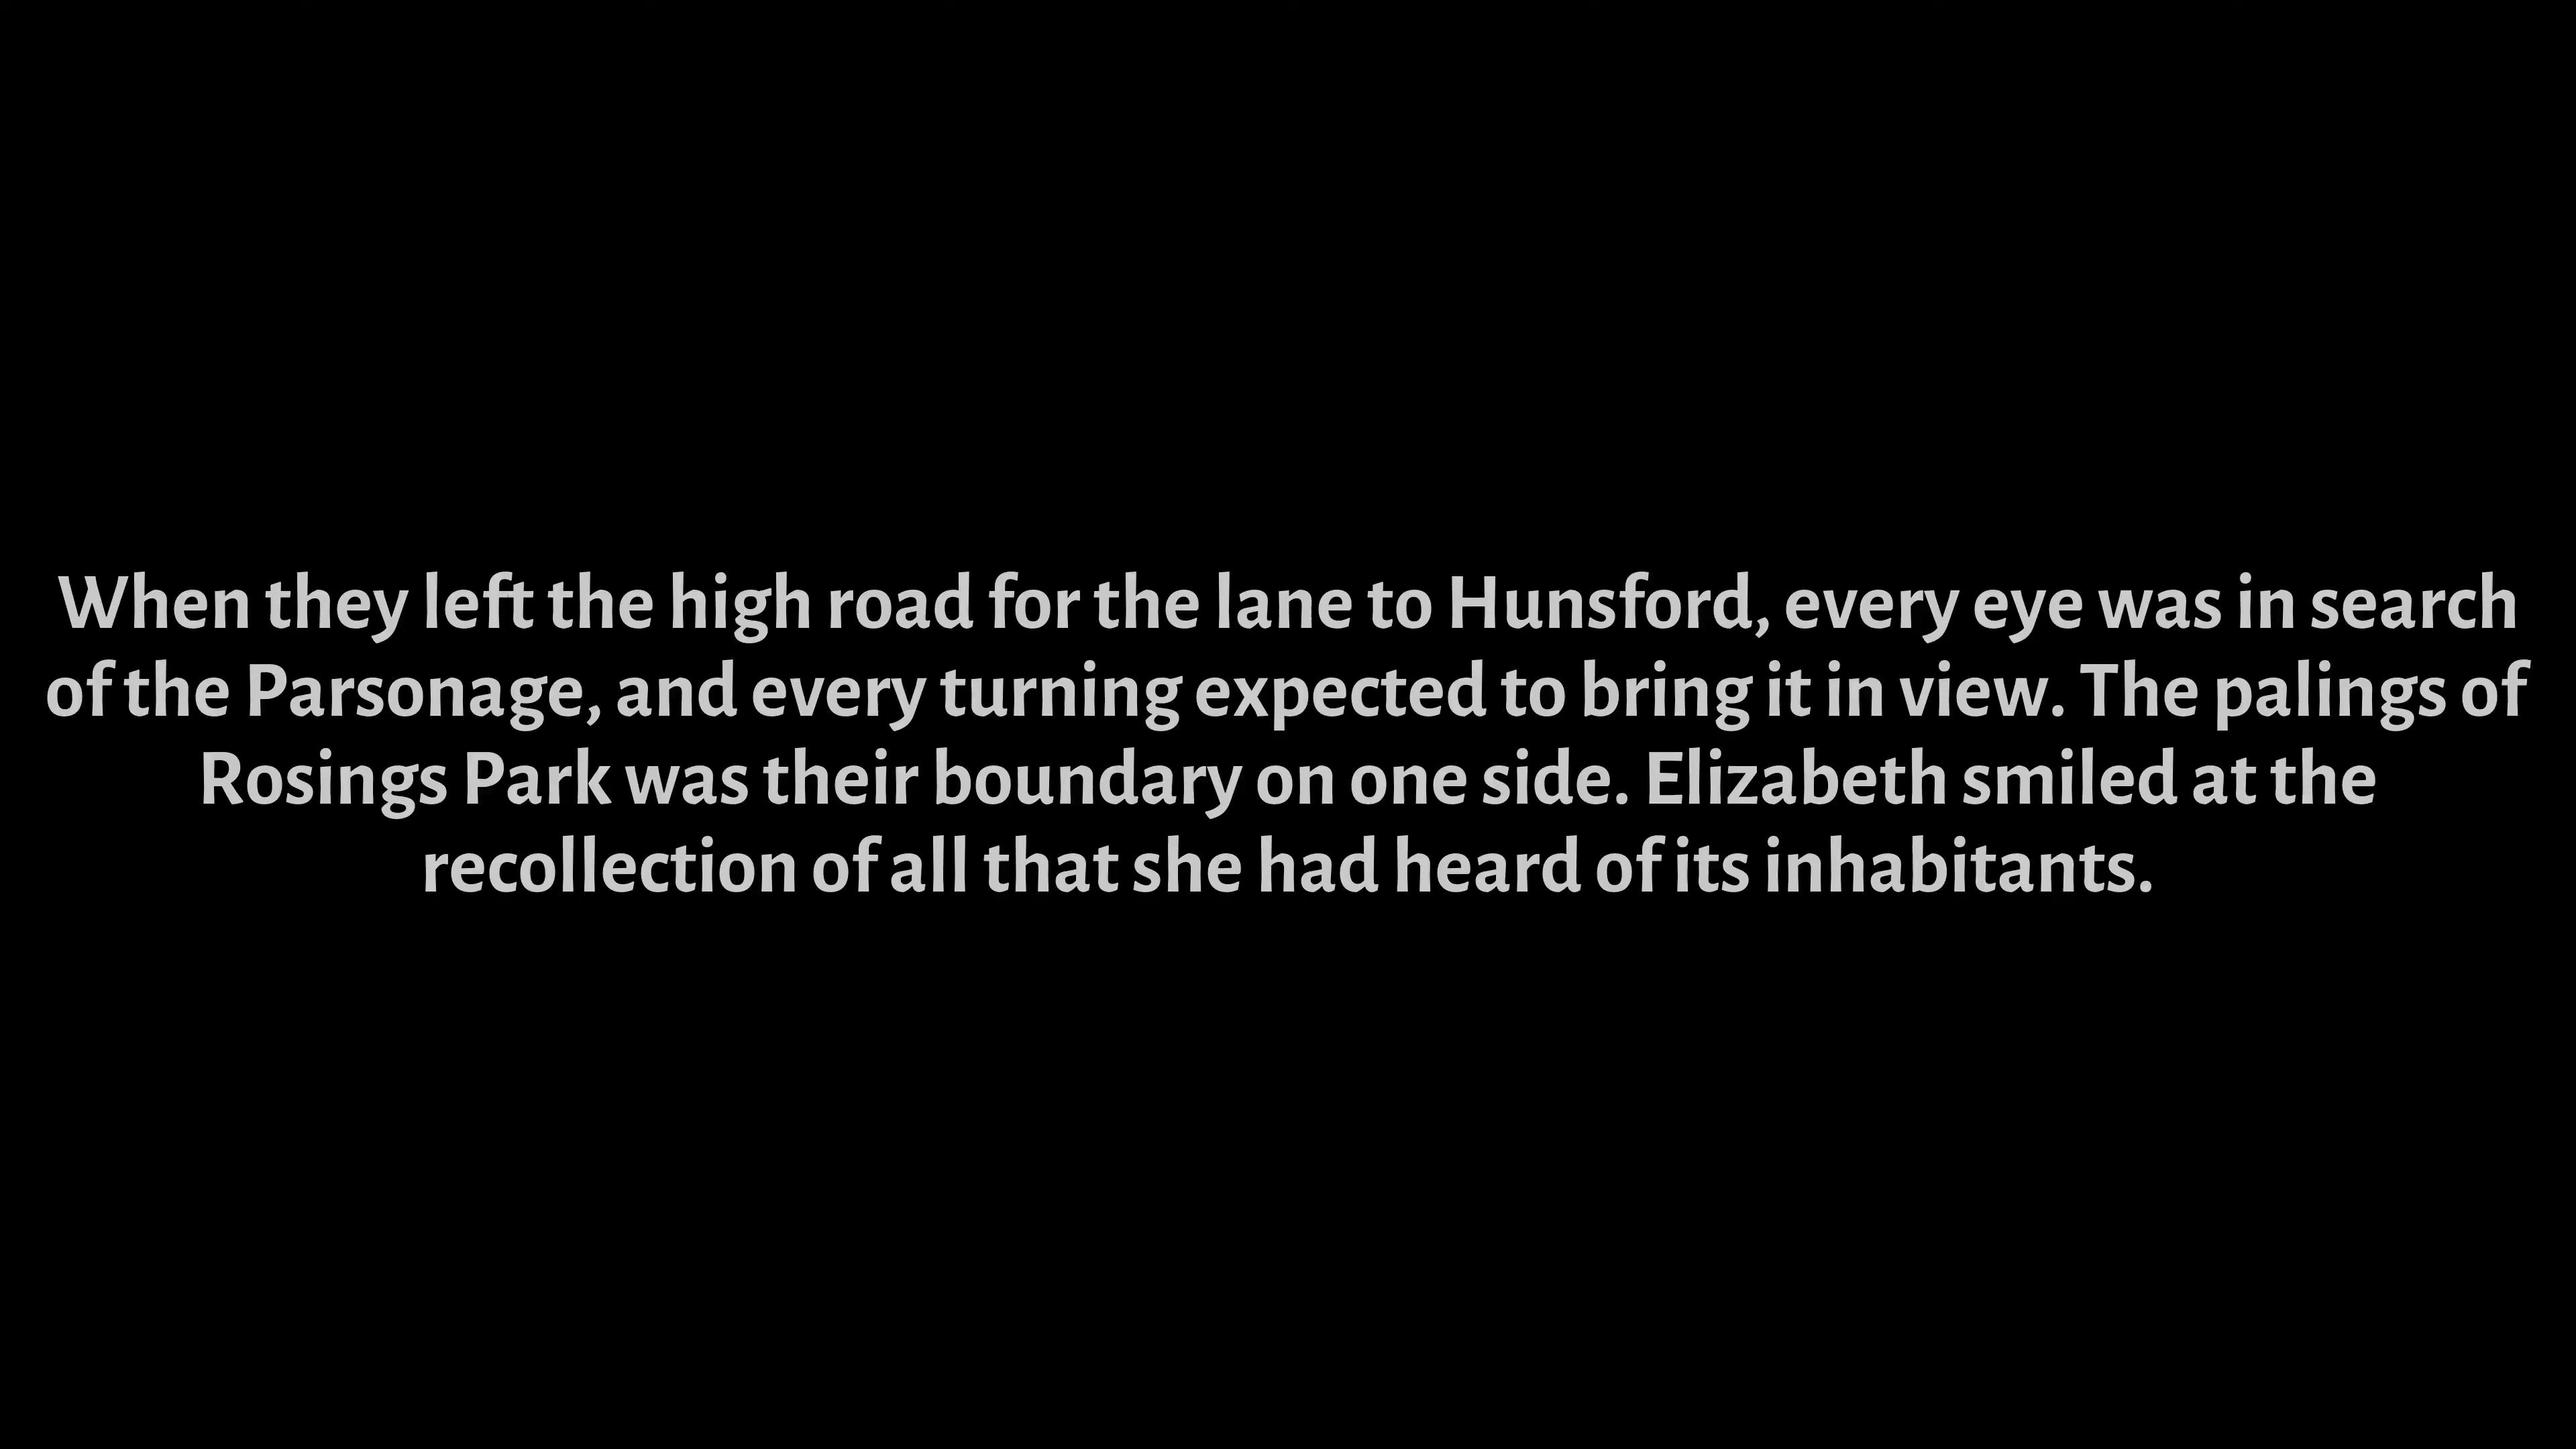 When they left the high road for the lane to Hunsford, every eye was in search
of the Parsonage, and every turning expected to bring it in view. The palings of
Rosings Park was their boundary on one side. Elizabeth smiled at the
recollection of all that she had heard of its inhabitants.